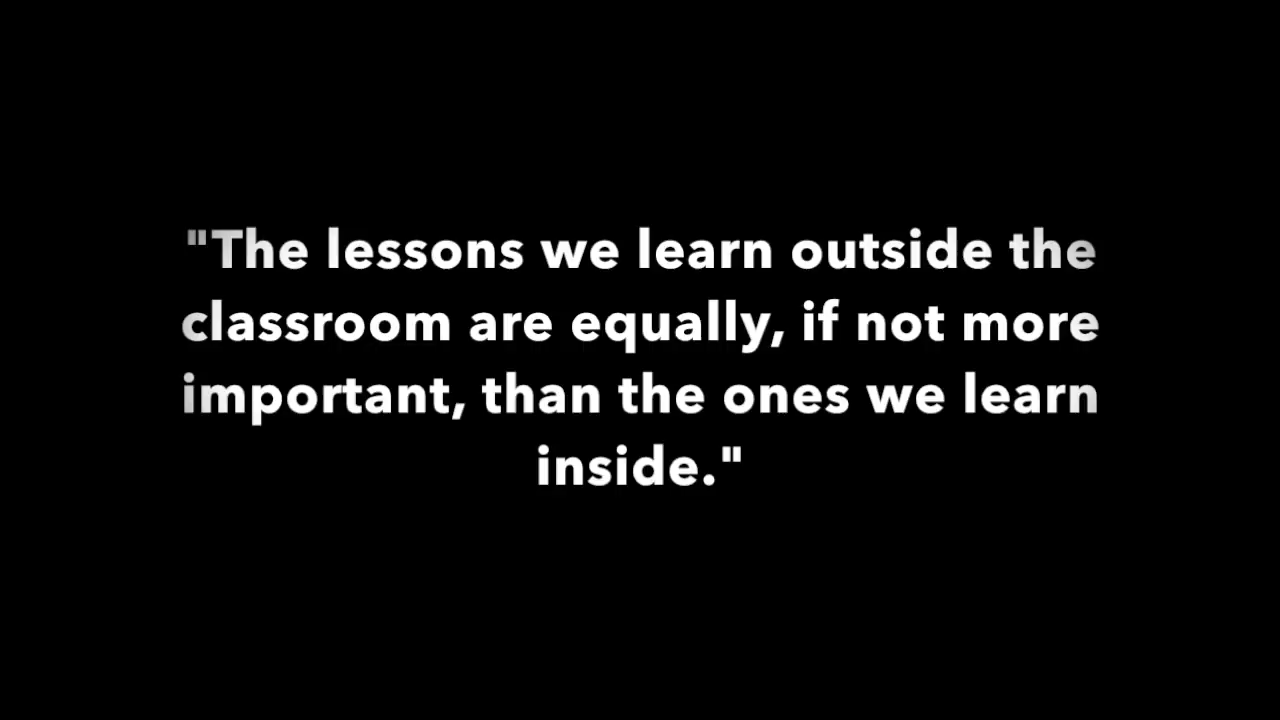 "The lessons we learn outside the
classroom are equally, if not more
important, than the ones we learn
inside."